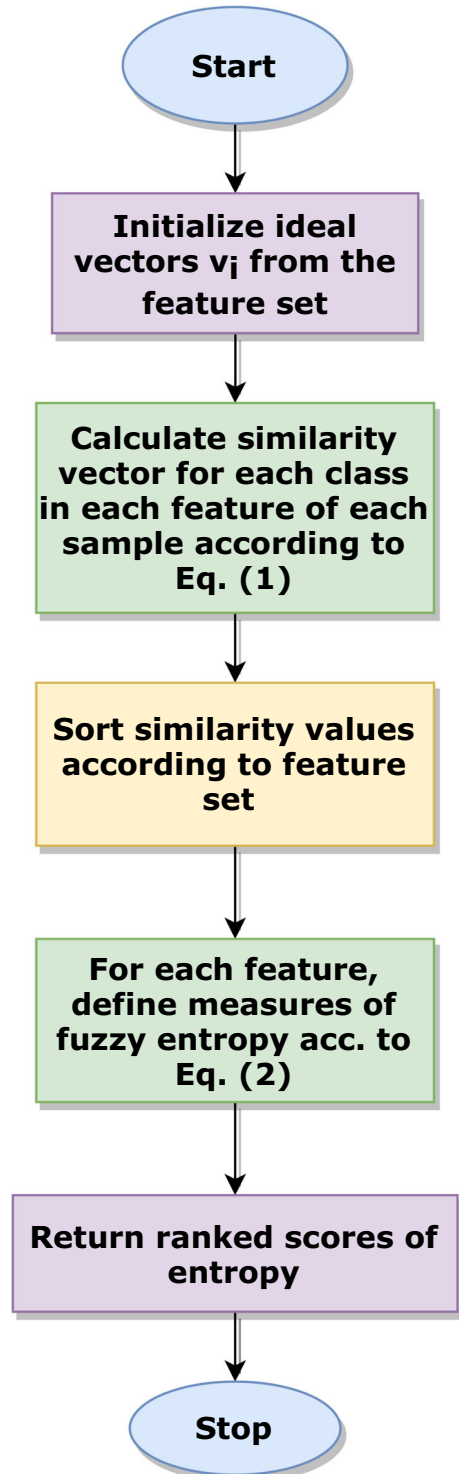 Start
Initialize ideal
vectors vi from the
feature set
Calculate similarity
vector for each class
in each feature of each
sample according to
Eq. (1)
Sort similarity values
according to feature
set
For each feature,
define measures of
fuzzy entropy acc. to
Eq. (2)
Return ranked scores of
entropy
Stop